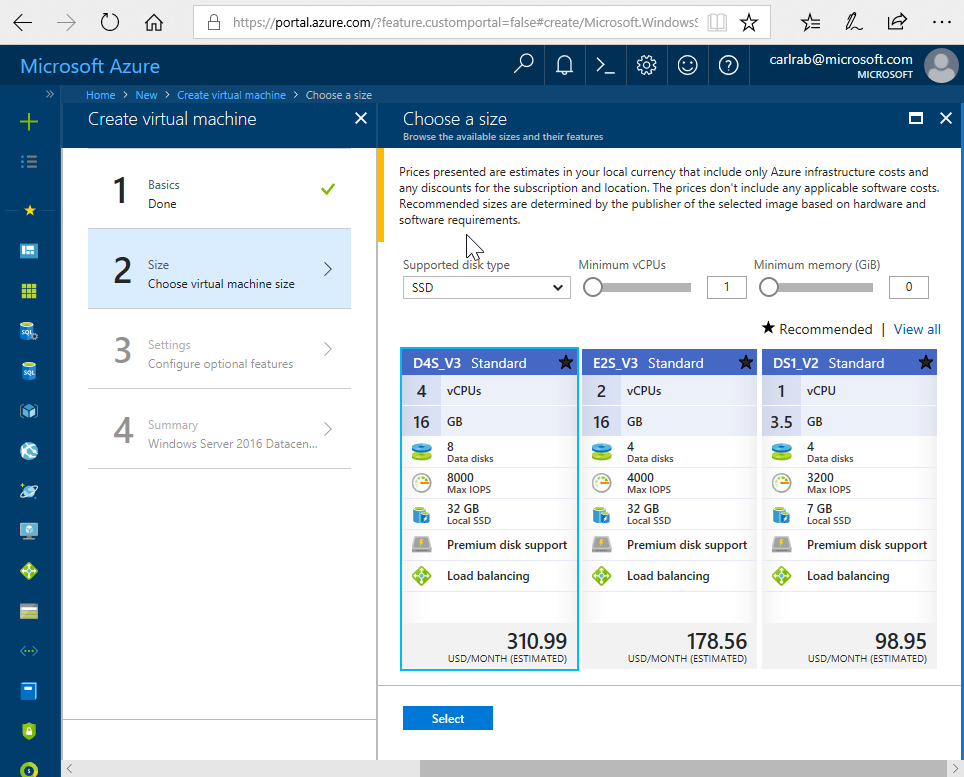 https://portal.azure.com/?feature.customportal=false#create/Microsoft.WindowsS
Microsoft Azure
carlrab@microsoft.com
MICROSOFT
Home > New > Create virtual machine > Choose a size
Create virtual machine
1
Basics
Done
2
Size
Choose virtual machine size
3
Settings
Configure optional features
4
Summary
Windows Server 2016 Datacen...
Choose a size
Browse the available sizes and their features
Prices presented are estimates in your local currency that include only Azure infrastructure costs and
any discounts for the subscription and location. The prices don't include any applicable software costs.
Recommended sizes are determined by the publisher of the selected image based on hardware and
software requirements.
Supported disk type
SSD
Minimum vCPUs
1
Minimum memory (GiB)
0
★ Recommended | View all
D4S_V3 Standard
4 vCPUs
16 GB
8
Data disks
8000
Max IOPS
32 GB
Local SSD
Premium disk support
Load balancing
310.99
USD/MONTH (ESTIMATED)
E2S_V3 Standard
2 vCPUs
16 GB
4
Data disks
4000
Max IOPS
32 GB
Local SSD
Premium disk support
Load balancing
178.56
USD/MONTH (ESTIMATED)
DS1_V2 Standard
1 vCPU
3.5 GB
4
Data disks
3200
Max IOPS
7 GB
Local SSD
Premium disk support
Load balancing
98.95
USD/MONTH (ESTIMATED)
Select
SQL
SQL